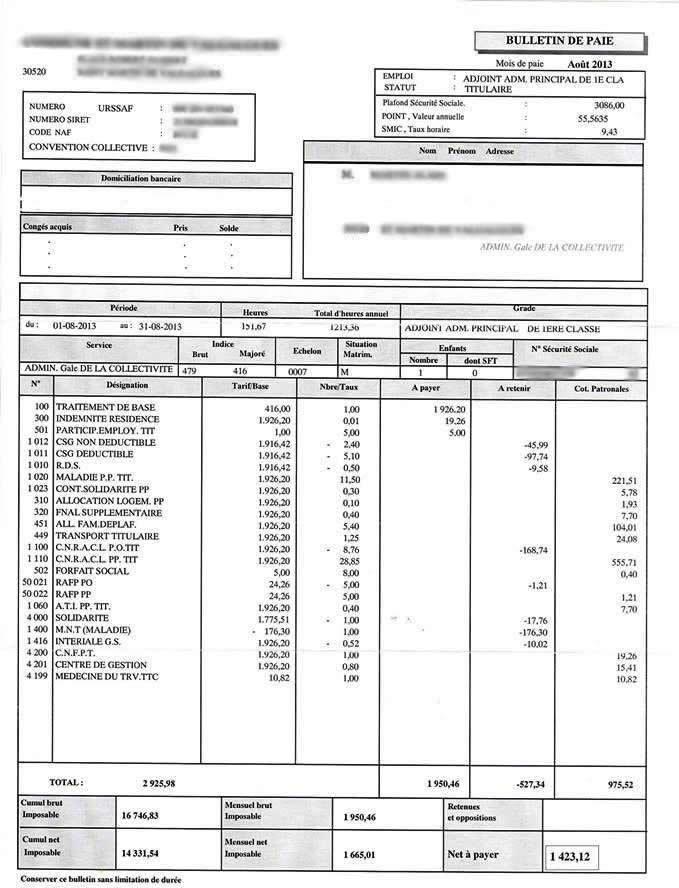 BULLETIN DE PAIE
Mois de paie Août 2013
30520
EMPLOI : ADJOINT ADM. PRINCIPAL DE 1E CLA
STATUT : TITULAIRE
Plafond Sécurité Sociale. : 3086,00
POINT , Valeur annuelle : 55,5635
SMIC , Taux horaire : 9,43
NUMERO URSSAF :
NUMERO SIRET :
CODE NAF :
CONVENTION COLLECTIVE :
Nom Prénom Adresse
M.
ADMIN. Gale DE LA COLLECTIVITE
Domiciliation bancaire
Congés acquis Pris Solde
Période Heures Total d'heures annuel Grade
du : 01-08-2013 au : 31-08-2013 151,67 1213,36 ADJOINT ADM. PRINCIPAL DE 1ERE CLASSE
Service Indice Brut Majoré Echelon Situation Matrim. Enfants Nombre dont SFT N° Sécurité Sociale
ADMIN. Gale DE LA COLLECTIVITE 479 416 0007 M 1 0
N° Désignation Tarif/Base Nbre/Taux A payer A retenir Cot. Patronales
100 TRAITEMENT DE BASE 416,00 1,00 1 926,20
300 INDEMNITE RESIDENCE 1.926,20 0,01 19,26
501 PARTICIP.EMPLOY. TIT 1,00 5,00 5,00
1 012 CSG NON DEDUCTIBLE 1.916,42 - 2,40 -45,99
1 011 CSG DEDUCTIBLE 1.916,42 - 5,10 -97,74
1 010 R.D.S. 1.916,42 - 0,50 -9,58
1 020 MALADIE P.P. TIT. 1.926,20 11,50 221,51
1 023 CONT.SOLIDARITE PP 1.926,20 0,30 5,78
310 ALLOCATION LOGEM. PP 1.926,20 0,10 1,93
320 FNAL SUPPLEMENTAIRE 1.926,20 0,40 7,70
451 ALL. FAM.DEPLAF. 1.926,20 5,40 104,01
449 TRANSPORT TITULAIRE 1.926,20 1,25 24,08
1 100 C.N.R.A.C.L. P.O.TIT 1.926,20 - 8,76 -168,74
1 110 C.N.R.A.C.L. PP. TIT 1.926,20 28,85 555,71
502 FORFAIT SOCIAL 5,00 8,00 0,40
50 021 RAFP PO 24,26 - 5,00 -1,21
50 022 RAFP PP 24,26 5,00 1,21
1 060 A.T.I. PP. TIT. 1.926,20 0,40 7,70
4 000 SOLIDARITE 1.775,51 - 1,00 -17,76
1 400 M.N.T (MALADIE) - 176,30 1,00 -176,30
1 416 INTERIALE G.S. 1.926,20 - 0,52 -10,02
4 200 C.N.F.P.T. 1.926,20 1,00 19,26
4 201 CENTRE DE GESTION 1.926,20 0,80 15,41
4 199 MEDECINE DU TRV.TTC 10,82 1,00 10,82
TOTAL : 2 925,98 1 950,46 -527,34 975,52
Cumul brut Imposable 16 746,83 Mensuel brut Imposable 1 950,46 Retenues et oppositions
Cumul net Imposable 14 331,54 Mensuel net Imposable 1 665,01 Net à payer 1 423,12
Conserver ce bulletin sans limitation de durée